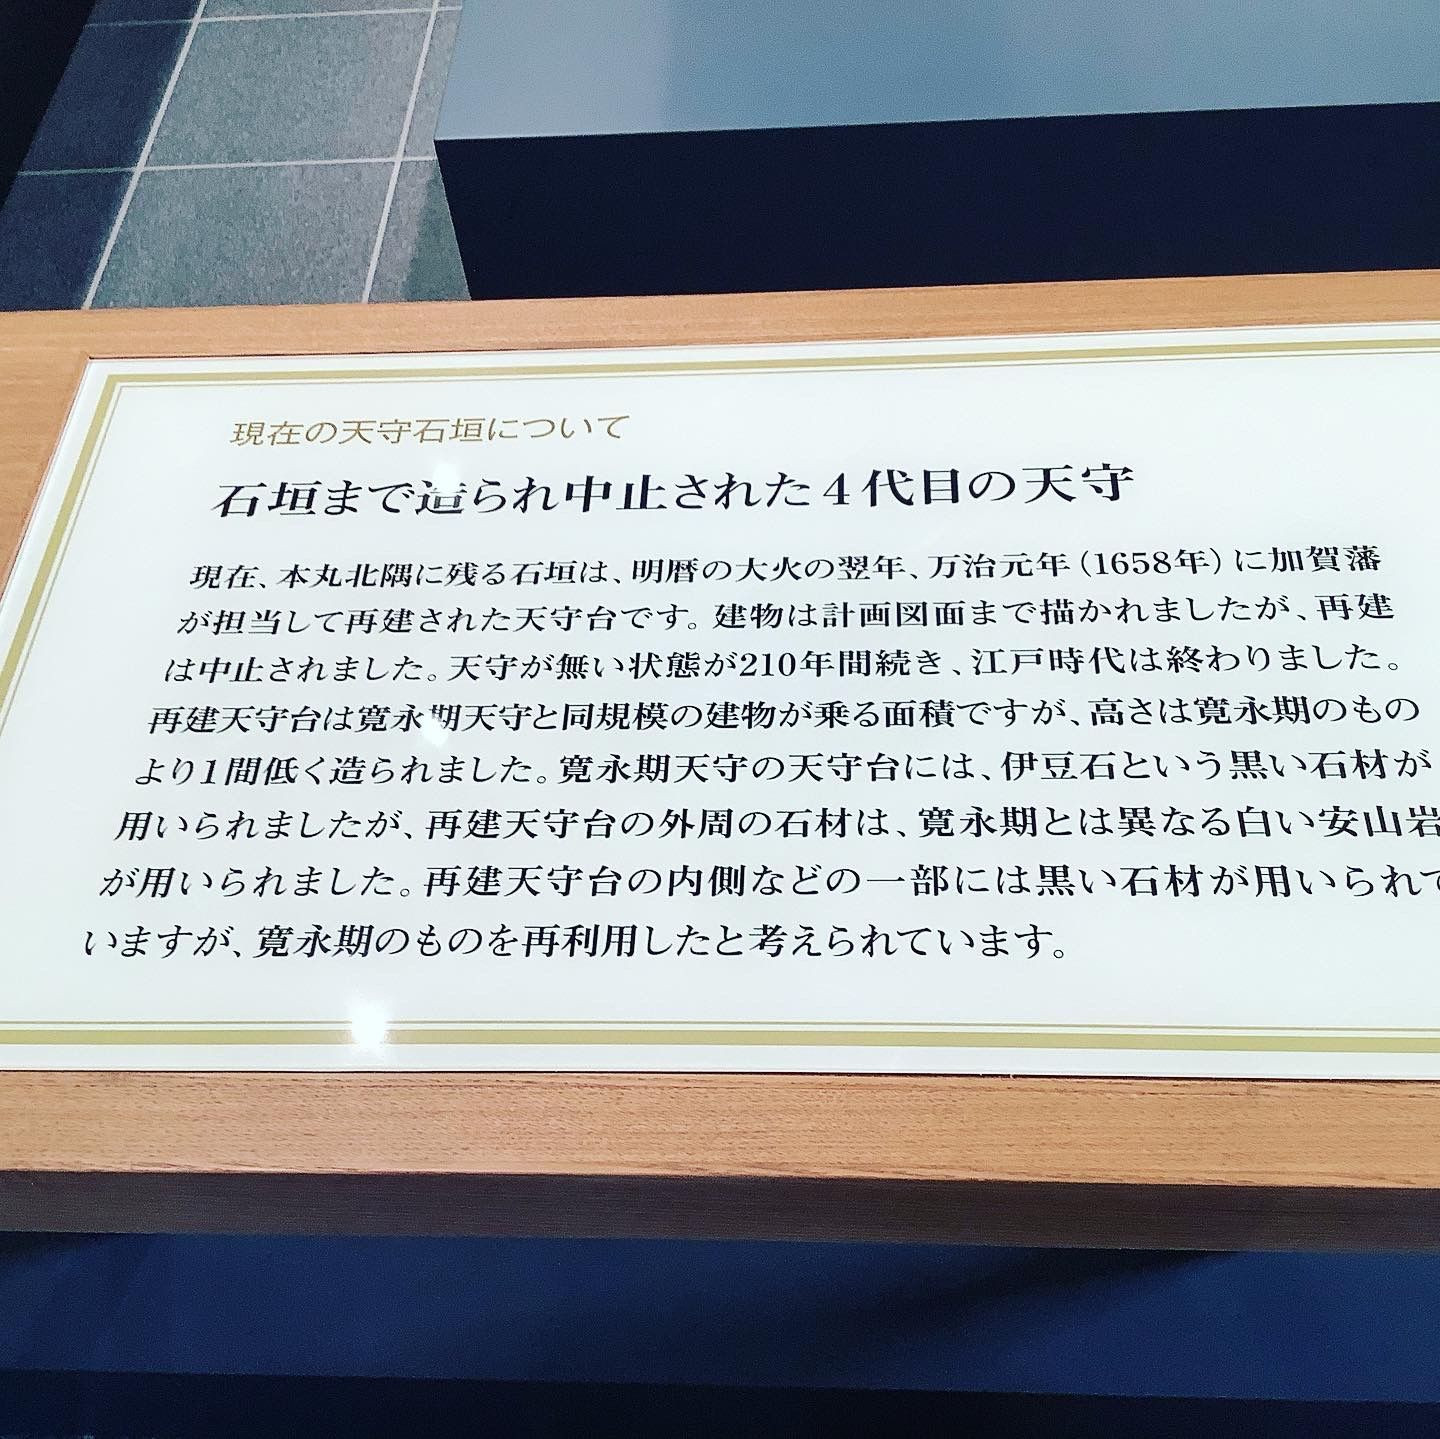 現在の天守石垣について
石垣まで造られ中止された4代目の天守
現在、本丸北隅に残る石垣は、明暦の大火の翌年、万治元年（1658年）に加賀藩
が担当して再建された天守台です。建物は計画図面まで描かれましたが、再建
は中止されました。天守が無い状態が210年間続き、江戸時代は終わりました。
再建天守台は寛永期天守と同規模の建物が乗る面積ですが、高さは寛永期のもの
より1間低く造られました。寛永期天守の天守台には、伊豆石という黒い石材が
用いられましたが、再建天守台の外周の石材は、寛永期とは異なる白い安山岩
が用いられました。再建天守台の内側などの一部には黒い石材が用いられて
いますが、寛永期のものを再利用したと考えられています。